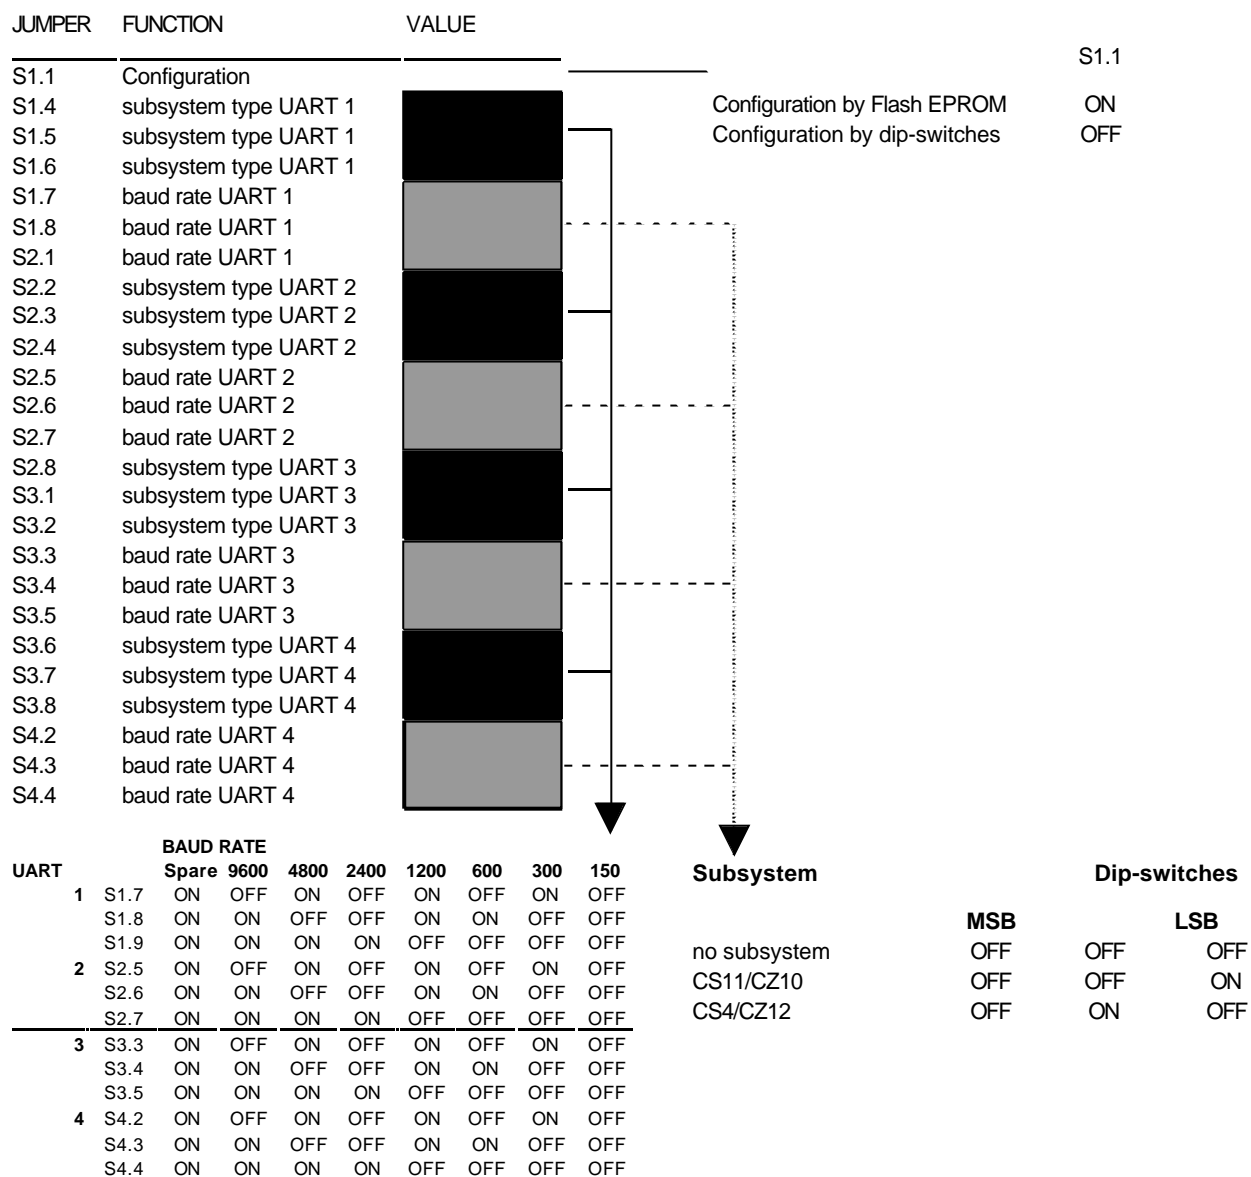 JUMPER FUNCTION VALUE
S1.1
S1.1 Configuration
S1.4 subsystem type UART 1 Configuration by Flash EPROM ON
S1.5 subsystem type UART 1 Configuration by dip-switches OFF
S1.6 subsystem type UART 1
S1.7 baud rate UART 1
S1.8 baud rate UART 1
S2.1 baud rate UART 1
S2.2 subsystem type UART 2
S2.3 subsystem type UART 2
S2.4 subsystem type UART 2
S2.5 baud rate UART 2
S2.6 baud rate UART 2
S2.7 baud rate UART 2
S2.8 subsystem type UART 3
S3.1 subsystem type UART 3
S3.2 subsystem type UART 3
S3.3 baud rate UART 3
S3.4 baud rate UART 3
S3.5 baud rate UART 3
S3.6 subsystem type UART 4
S3.7 subsystem type UART 4
S3.8 subsystem type UART 4
S4.2 baud rate UART 4
S4.3 baud rate UART 4
S4.4 baud rate UART 4
BAUD RATE
UART Spare 9600 4800 2400 1200 600 300 150
1 S1.7 ON OFF ON OFF ON OFF ON OFF
S1.8 ON ON OFF OFF ON ON OFF OFF
S1.9 ON ON ON ON OFF OFF OFF OFF
2 S2.5 ON OFF ON OFF ON OFF ON OFF
S2.6 ON ON OFF OFF ON ON OFF OFF
S2.7 ON ON ON ON OFF OFF OFF OFF
3 S3.3 ON OFF ON OFF ON OFF ON OFF
S3.4 ON ON OFF OFF ON ON OFF OFF
S3.5 ON ON ON ON OFF OFF OFF OFF
4 S4.2 ON OFF ON OFF ON OFF ON OFF
S4.3 ON ON OFF OFF ON ON OFF OFF
S4.4 ON ON ON ON OFF OFF OFF OFF
Subsystem Dip-switches
MSB LSB
no subsystem OFF OFF OFF
CS11/CZ10 OFF OFF ON
CS4/CZ12 OFF ON OFF